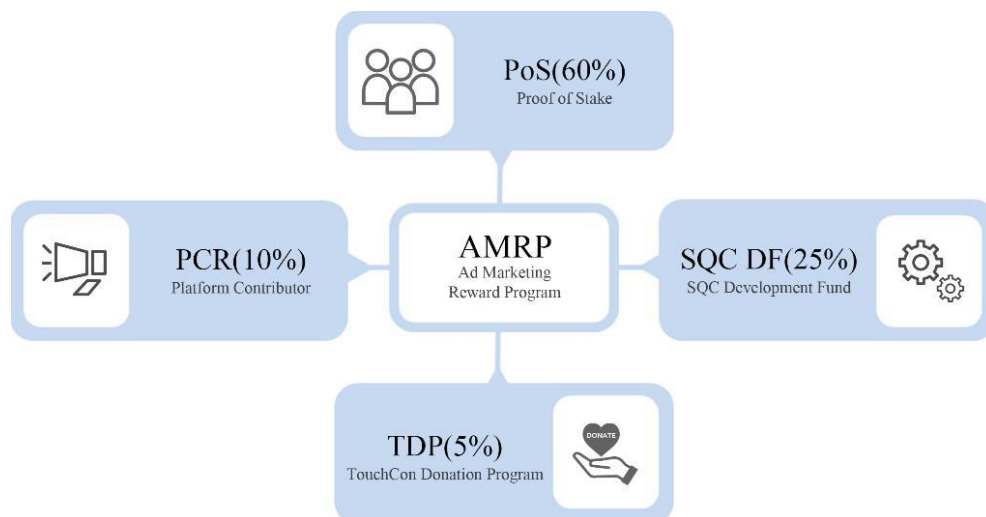 PoS(60%)
Proof of Stake
PCR(10%)
Platform Contributor
AMRP
Ad Marketing
Reward Program
SQC DF(25%)
SQC Development Fund
TDP(5%)
TouchCon Donation Program
DONATE